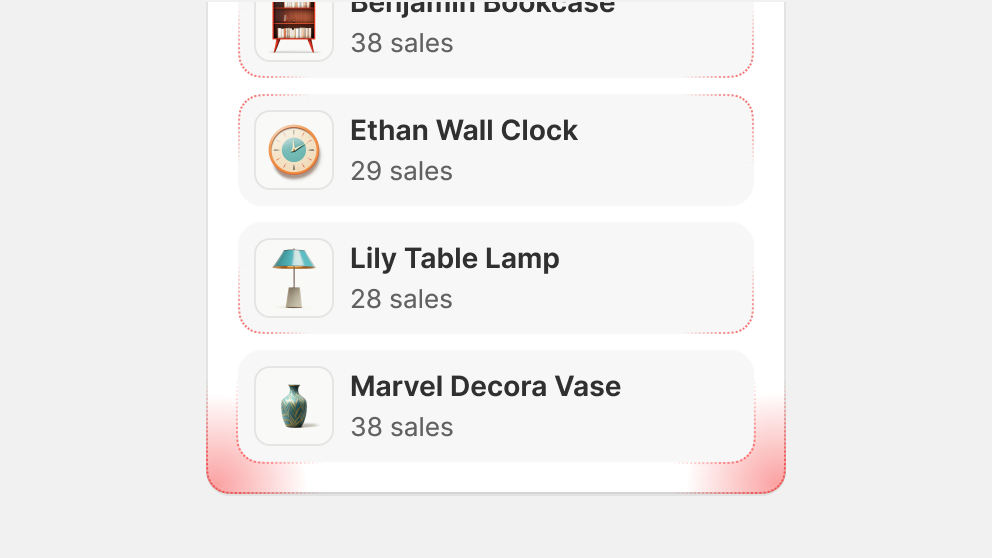 Benjamin Bookcase
38 sales
Ethan Wall Clock
29 sales
Lily Table Lamp
28 sales
Marvel Decora Vase
38 sales